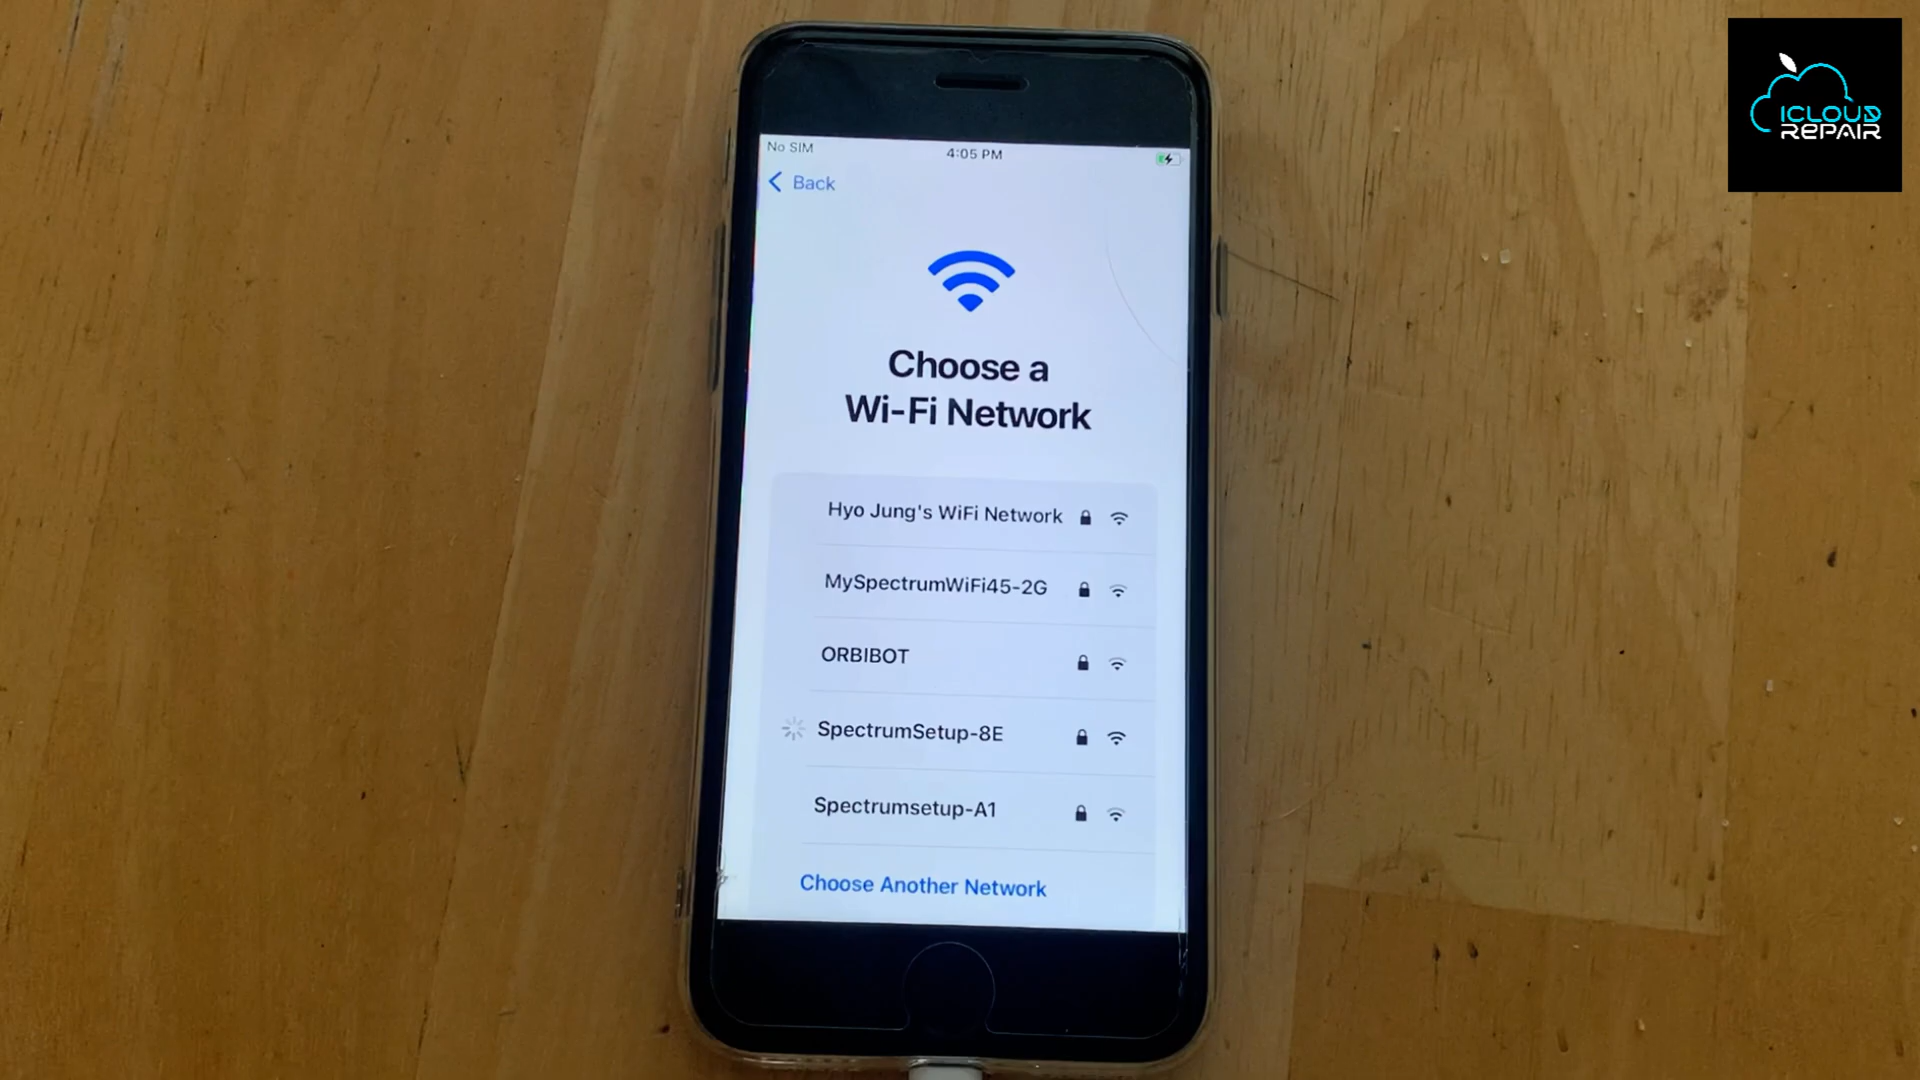 ICLOUD
REPAIR
No SIM
4:05 PM
Back
Choose a
Wi-Fi Network
Hyo Jung's WiFi Network
MySpectrumWiFi45-2G
ORBIBOT
SpectrumSetup-8E
Spectrumsetup-A1
Choose Another Network